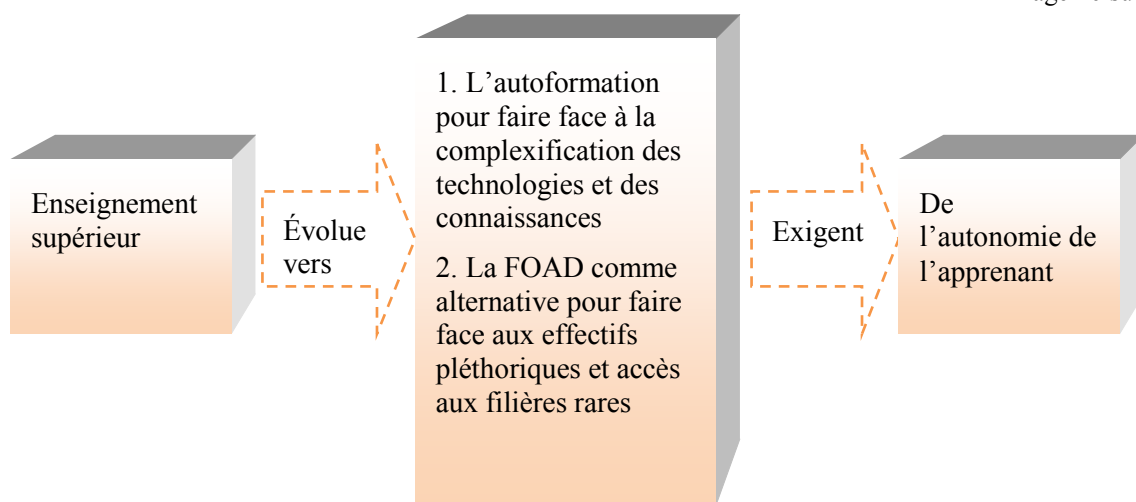 Enseignement
supérieur
Évolue
vers
1. L’autoformation
pour faire face à la
complexification des
technologies et des
connaissances
2. La FOAD comme
alternative pour faire
face aux effectifs
pléthoriques et accès
aux filières rares
Exigent
De
l’autonomie de
l’apprenant